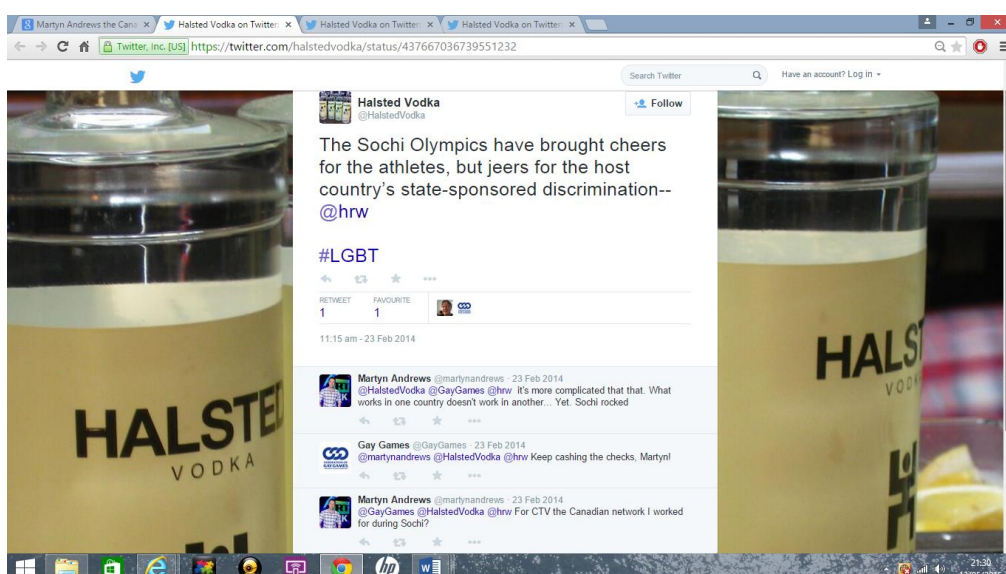 Martyn Andrews the Cana
Halsted Vodka on Twitter:
Halsted Vodka on Twitter:
Halsted Vodka on Twitter:
Twitter, Inc. [US] https://twitter.com/halstedvodka/status/437667036739551232
Search Twitter
Have an account? Log in
Halsted Vodka
@HalstedVodka
Follow
The Sochi Olympics have brought cheers
for the athletes, but jeers for the host
country's state-sponsored discrimination--
@hrw
#LGBT
RETWEET FAVOURITE
1 1
11:15 am - 23 Feb 2014
Martyn Andrews @martynandrews · 23 Feb 2014
@HalstedVodka @GayGames @hrw it's more complicated that that. What
works in one country doesn't work in another... Yet. Sochi rocked
Gay Games @GayGames · 23 Feb 2014
@martynandrews @HalstedVodka @hrw Keep cashing the checks, Martyn!
Martyn Andrews @martynandrews · 23 Feb 2014
@GayGames @HalstedVodka @hrw For CTV the Canadian network I worked
for during Sochi?
HALSTED
VODKA
HALST
VODK
hp
21:30